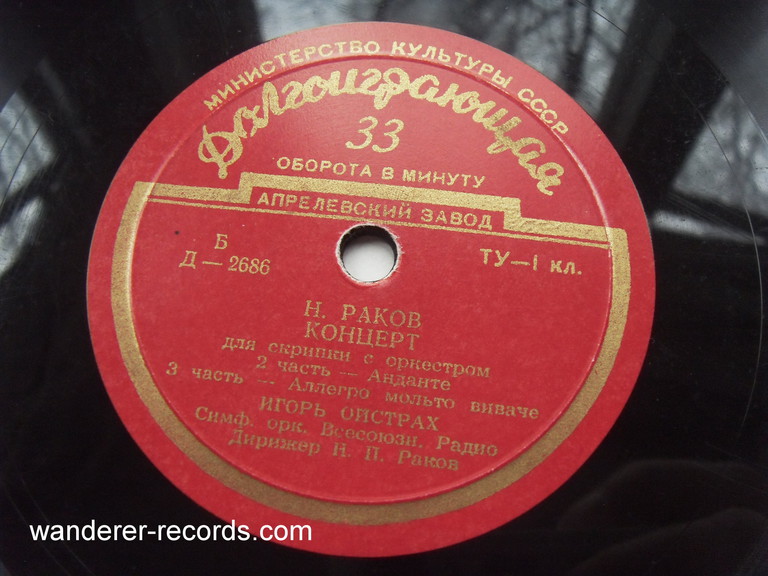 МИНИСТЕРСТВО КУЛЬТУРЫ СССР
Долгоиграющая
33
ОБОРОТА В МИНУТУ
АПРЕЛЕВСКИЙ ЗАВОД
Б
Д — 2686
ТУ—1 КЛ.
Н. РАКОВ
КОНЦЕРТ
для скрипки с оркестром
2 часть — Анданте
3 часть — Аллегро мольто виваче
ИГОРЬ ОЙСТРАХ
Симф. орк. Всесоюзн. Радио
Дирижер Н. П. Раков
wanderer-records.com